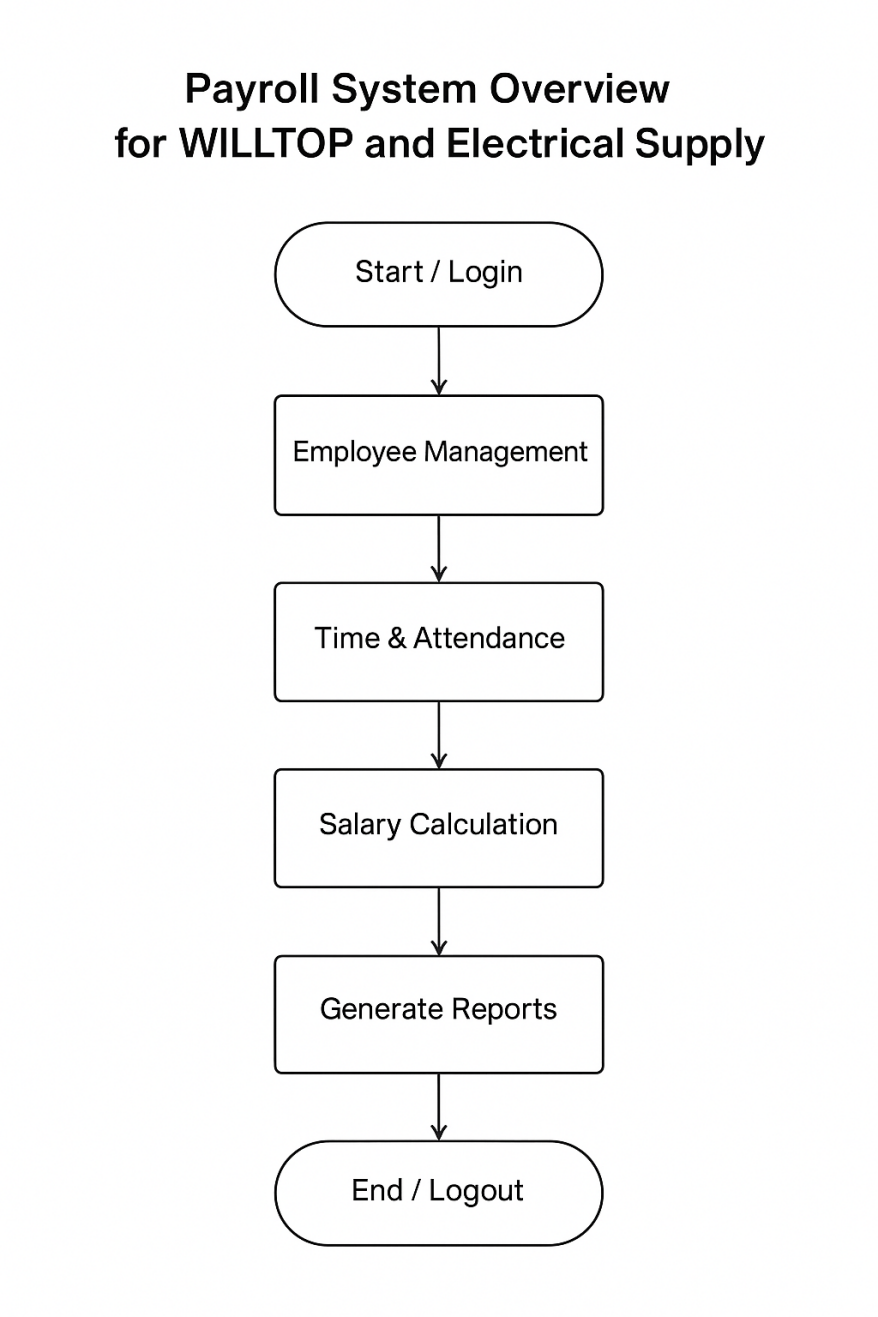 Payroll System Overview
for WILLTOP and Electrical Supply
Start / Login
Employee Management
Time & Attendance
Salary Calculation
Generate Reports
End / Logout